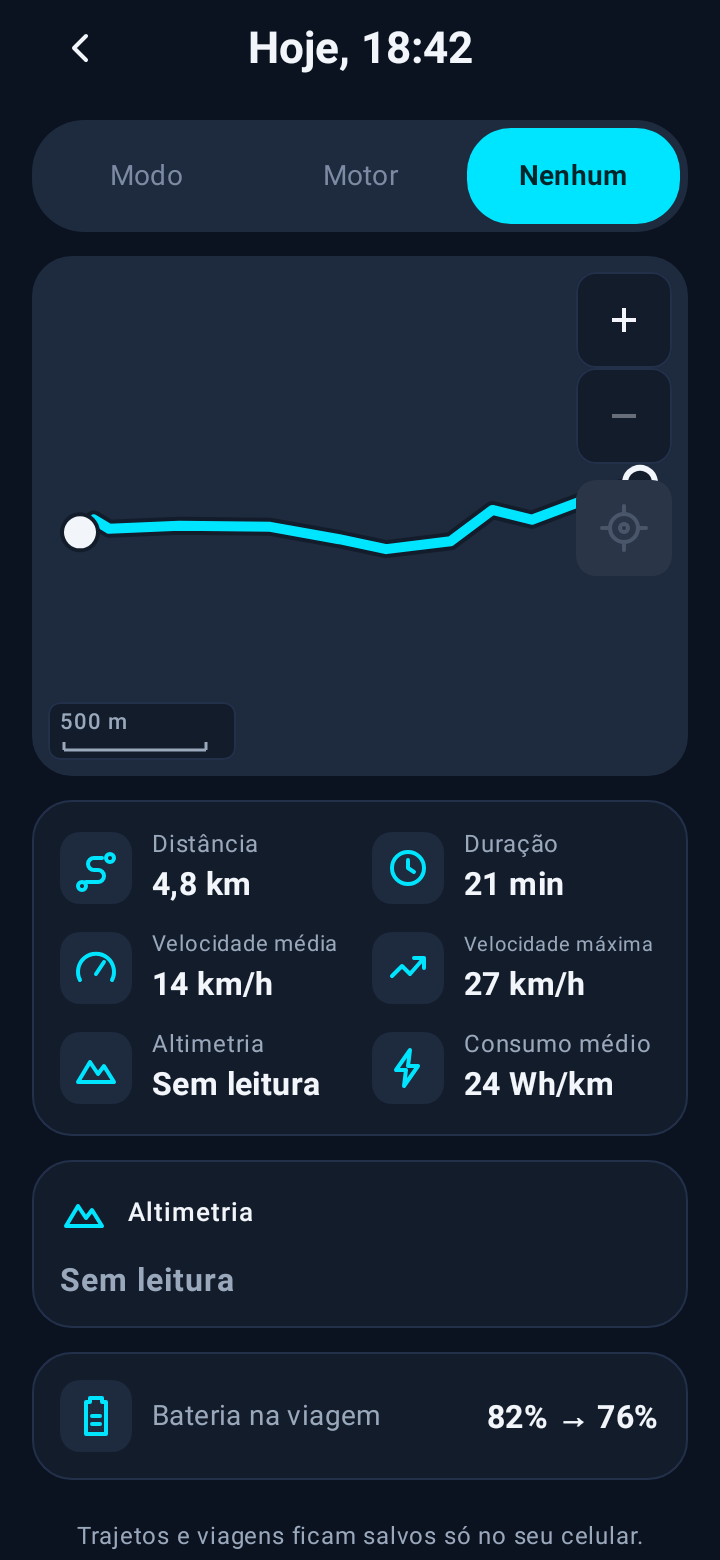 Hoje, 18:42
Modo
Motor
Nenhum
+
−
500 m
Distância
4,8 km
Duração
21 min
Velocidade média
14 km/h
Velocidade máxima
27 km/h
Altimetria
Sem leitura
Consumo médio
24 Wh/km
Altimetria
Sem leitura
Bateria na viagem
82% → 76%
Trajetos e viagens ficam salvos só no seu celular.